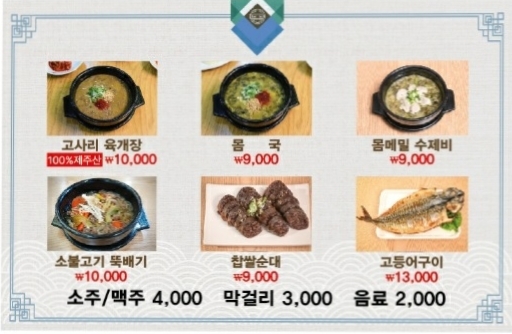 고사리 육개장 몸 국 몸메밀 수제비
100%제주산 ₩10,000 ₩9,000 ₩9,000
소불고기 뚝배기 찹쌀순대 고등어구이
₩10,000 ₩9,000 ₩13,000
소주/맥주 4,000 막걸리 3,000 음료 2,000